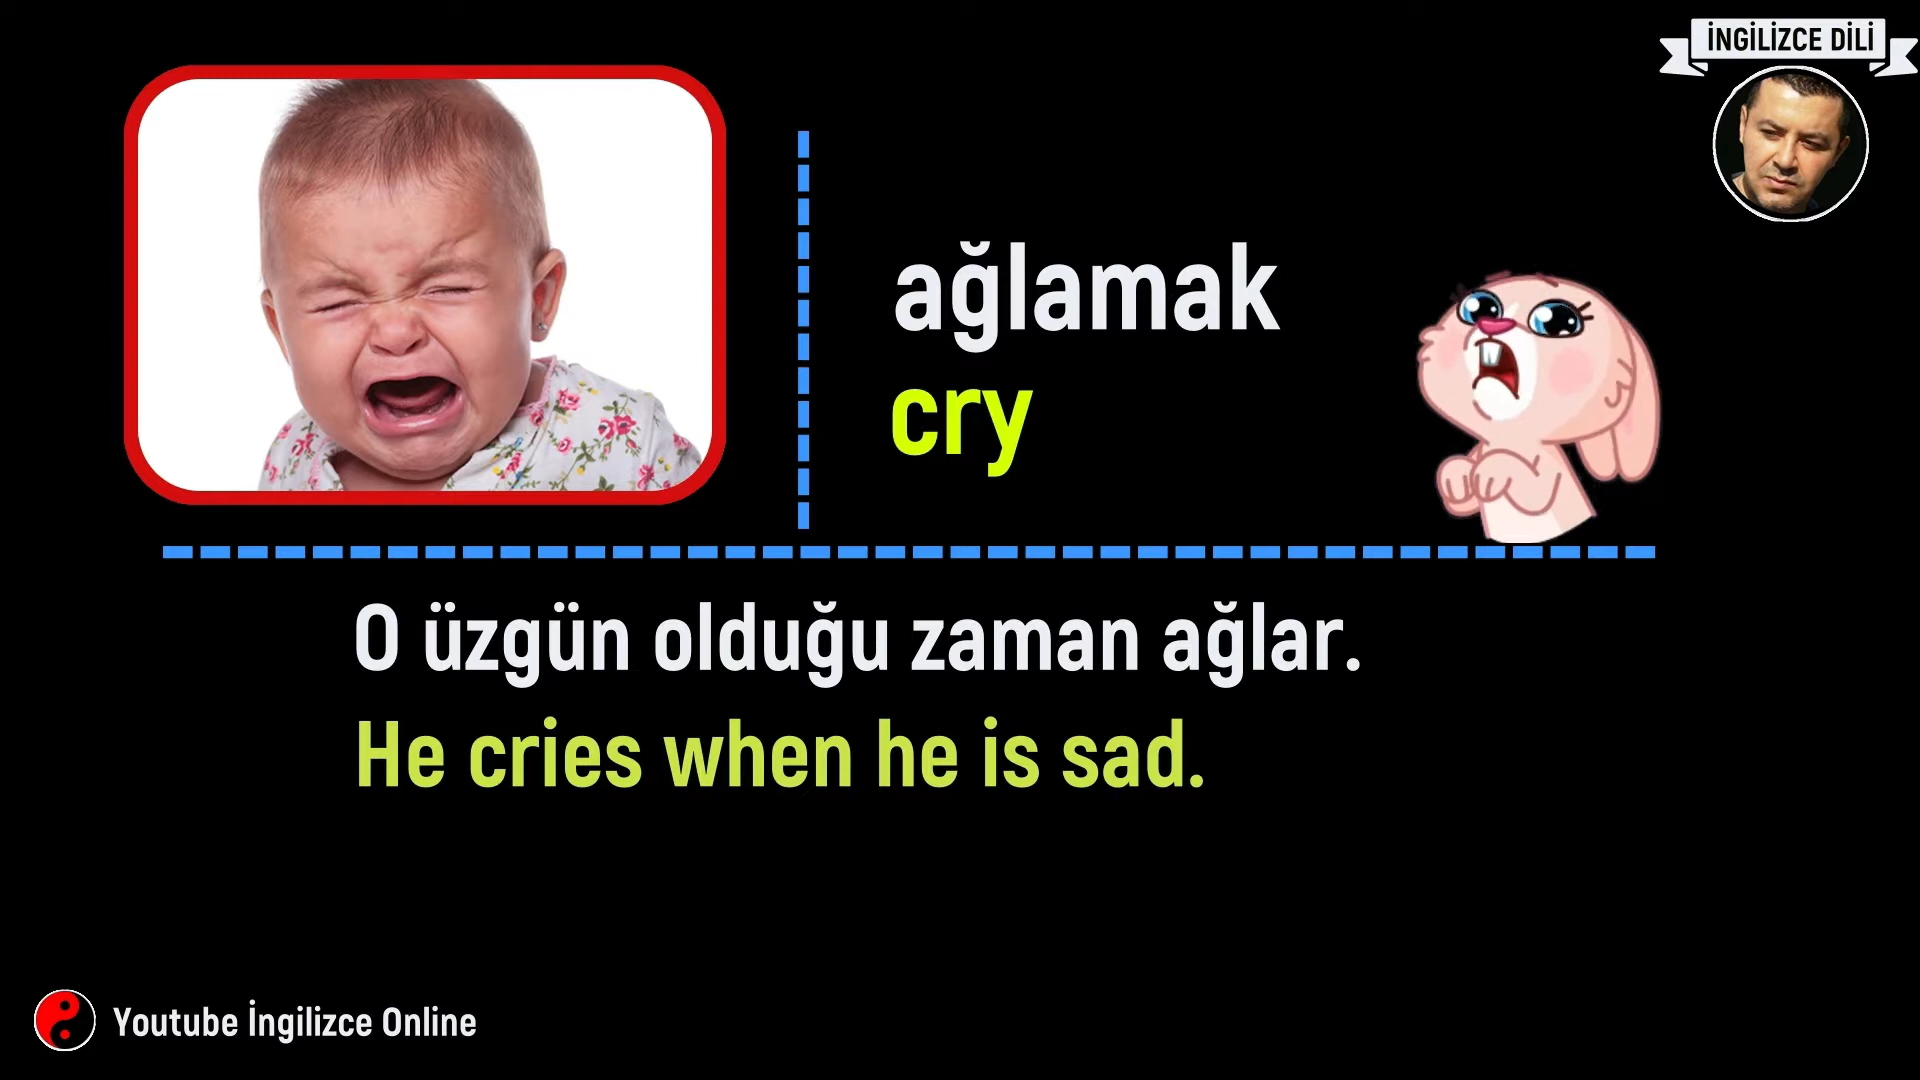 İNGİLİZCE DİLİ
ağlamak
cry
O üzgün olduğu zaman ağlar.
He cries when he is sad.
Youtube İngilizce Online